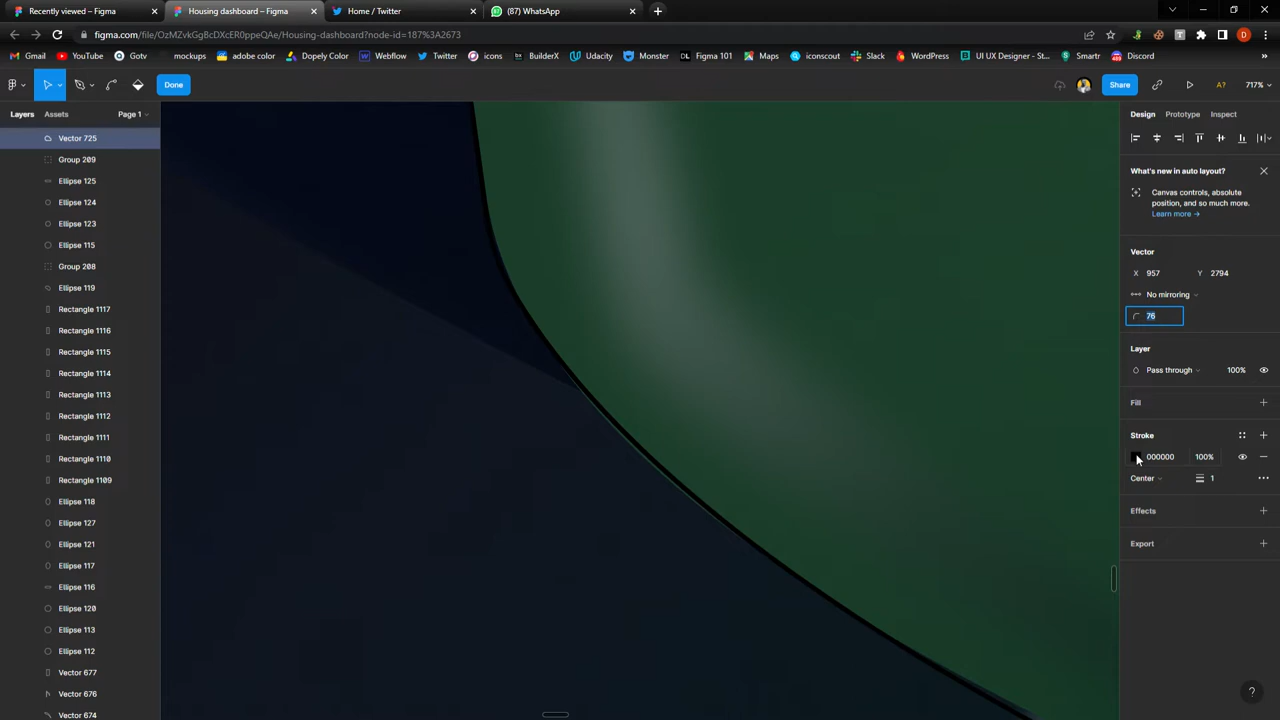 Recently viewed – Figma
Housing dashboard – Figma
Home / Twitter
(87) WhatsApp
figma.com/file/OzMZvkGgBcDXcER0ppeQAe/Housing-dashboard?node-id=187%3A2673
Gmail YouTube Gotv mockups adobe color Dopely Color Webflow Twitter icons BuilderX Udacity Monster Figma 101 Maps iconscout Slack WordPress UI UX Designer - St... Smartr Discord
Done
Share
A?
717%
Layers Assets Page 1
Design Prototype Inspect
Vector 725
Group 209
Ellipse 125
Ellipse 124
Ellipse 123
Ellipse 115
Group 208
Ellipse 119
Rectangle 1117
Rectangle 1116
Rectangle 1115
Rectangle 1114
Rectangle 1113
Rectangle 1112
Rectangle 1111
Rectangle 1110
Rectangle 1109
Ellipse 118
Ellipse 127
Ellipse 121
Ellipse 117
Ellipse 116
Ellipse 120
Ellipse 113
Ellipse 112
Vector 677
Vector 676
Vector 674
What's new in auto layout?
Canvas controls, absolute
position, and so much more.
Learn more →
Vector
X 957 Y 2794
No mirroring
76
Layer
Pass through 100%
Fill
Stroke
000000 100%
Center 1
Effects
Export
?